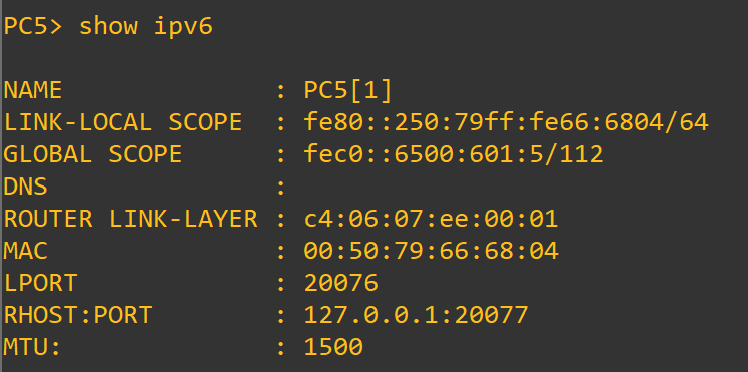 PC5> show ipv6
NAME : PC5[1]
LINK-LOCAL SCOPE : fe80::250:79ff:fe66:6804/64
GLOBAL SCOPE : fec0::6500:601:5/112
DNS :
ROUTER LINK-LAYER : c4:06:07:ee:00:01
MAC : 00:50:79:66:68:04
LPORT : 20076
RHOST:PORT : 127.0.0.1:20077
MTU: : 1500